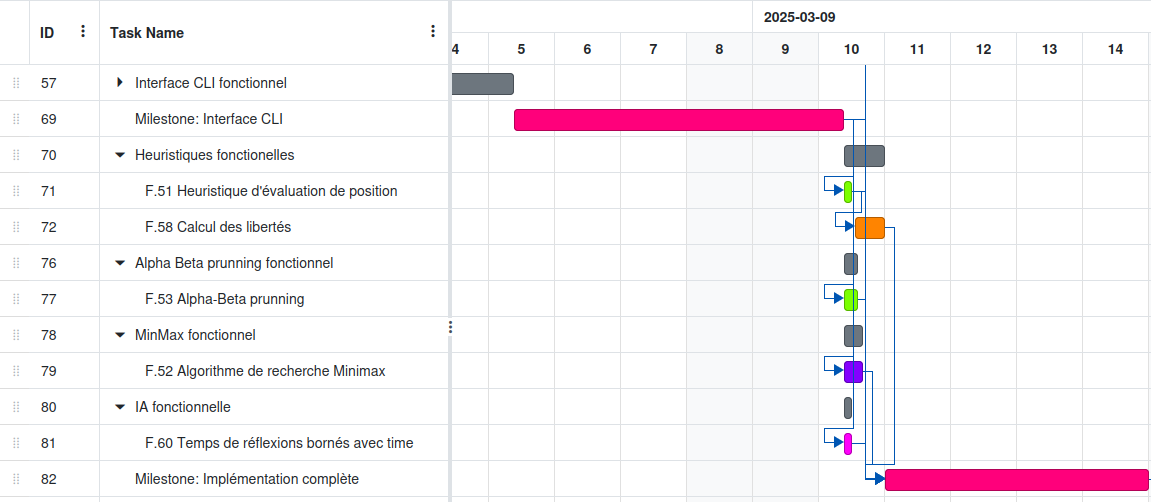 2025-03-09
ID Task Name 4 5 6 7 8 9 10 11 12 13 14
57 Interface CLI fonctionnel
69 Milestone: Interface CLI
70 Heuristiques fonctionelles
71 F.51 Heuristique d'évaluation de position
72 F.58 Calcul des libertés
76 Alpha Beta prunning fonctionnel
77 F.53 Alpha-Beta prunning
78 MinMax fonctionnel
79 F.52 Algorithme de recherche Minimax
80 IA fonctionnelle
81 F.60 Temps de réflexions bornés avec time
82 Milestone: Implémentation complète